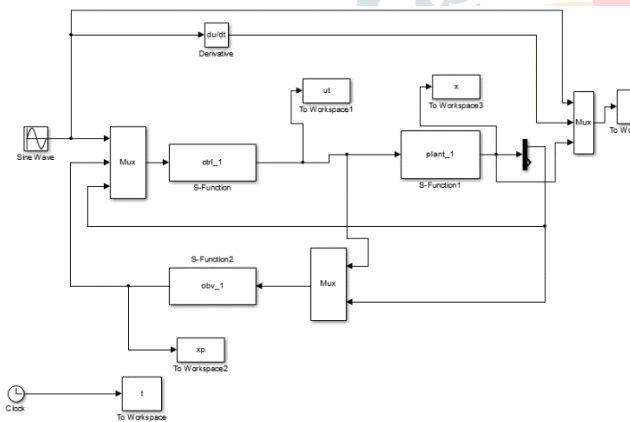 du/dt
Derivative
ut
To Workspace1
x
To Workspace3
Mux
Sine Wave
Mux
ctrl_1
S-Function
plant_1
S-Function1
S-Function2
obv_1
Mux
xp
To Workspace2
Clock
t
To Workspace